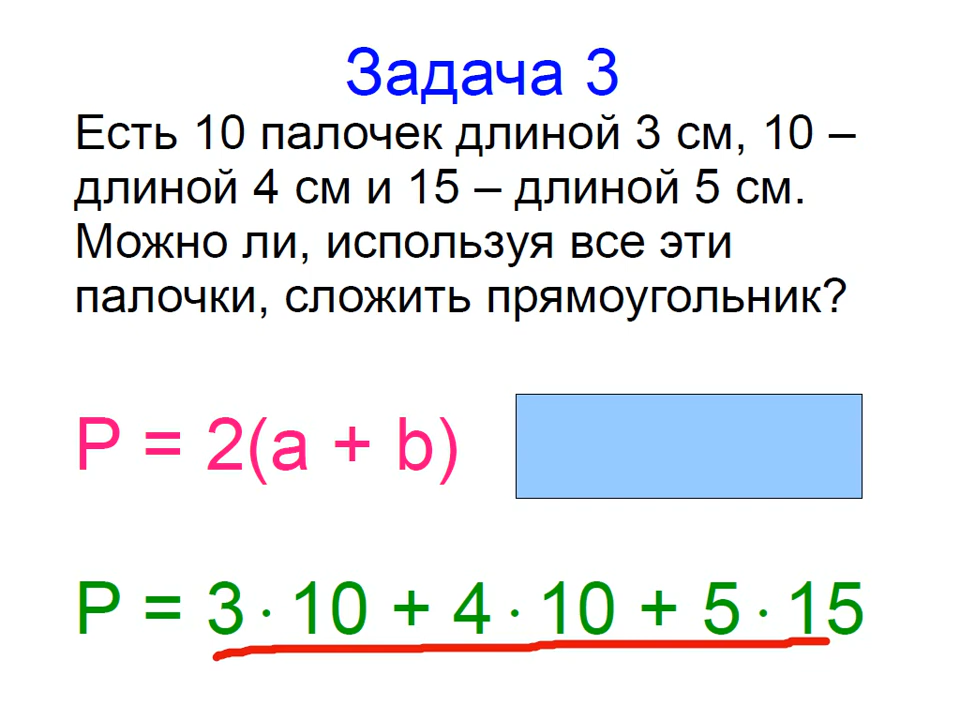 Задача 3
Есть 10 палочек длиной 3 см, 10 –
длиной 4 см и 15 – длиной 5 см.
Можно ли, используя все эти
палочки, сложить прямоугольник?
P = 2(a + b)
P = 3 · 10 + 4 · 10 + 5 · 15